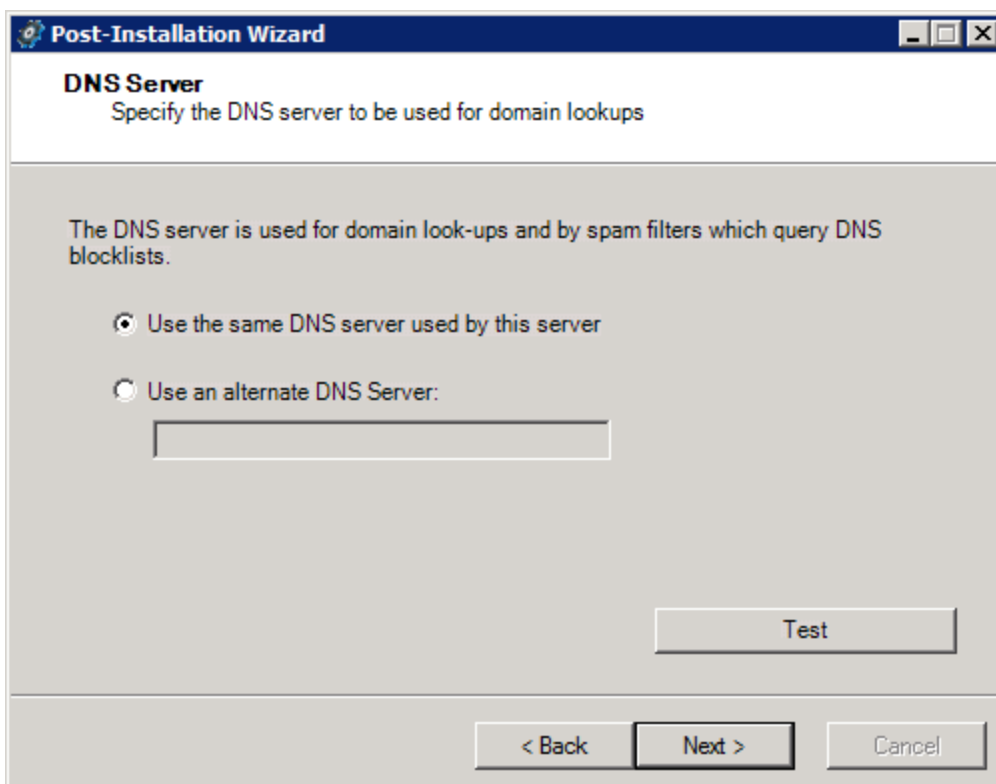 Post-Installation Wizard
DNS Server
Specify the DNS server to be used for domain lookups
The DNS server is used for domain look-ups and by spam filters which query DNS
blocklists.
Use the same DNS server used by this server
Use an alternate DNS Server:
Test
< Back
Next >
Cancel